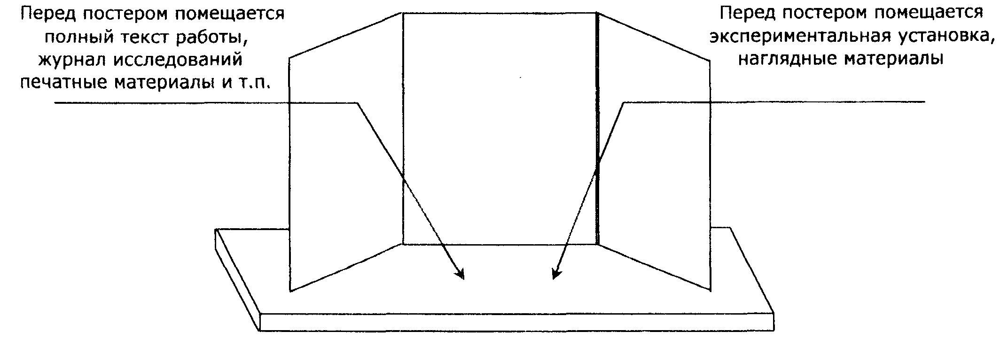 Перед постером помещается
полный текст работы,
журнал исследований
печатные материалы и т.п.
Перед постером помещается
экспериментальная установка,
наглядные материалы